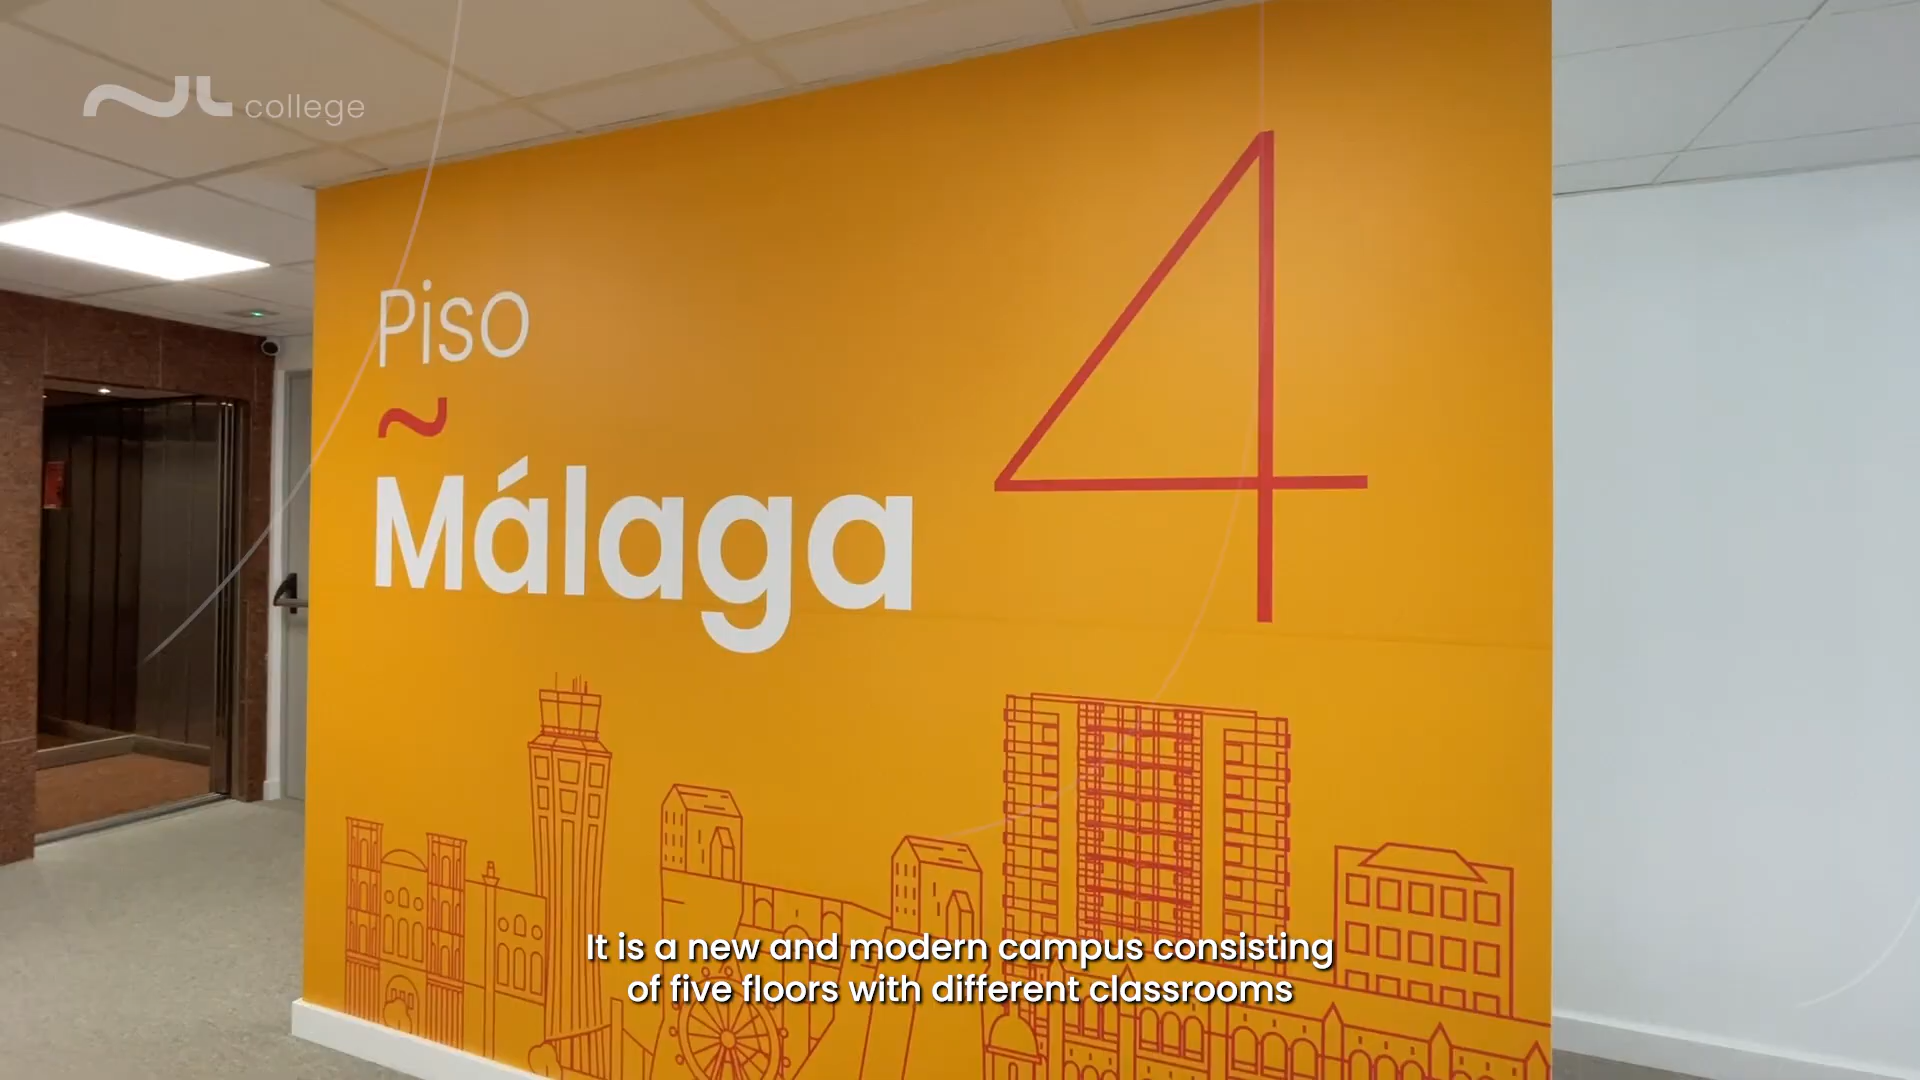 college
Piso
~
Málaga
4
It is a new and modern campus consisting
of five floors with different classrooms